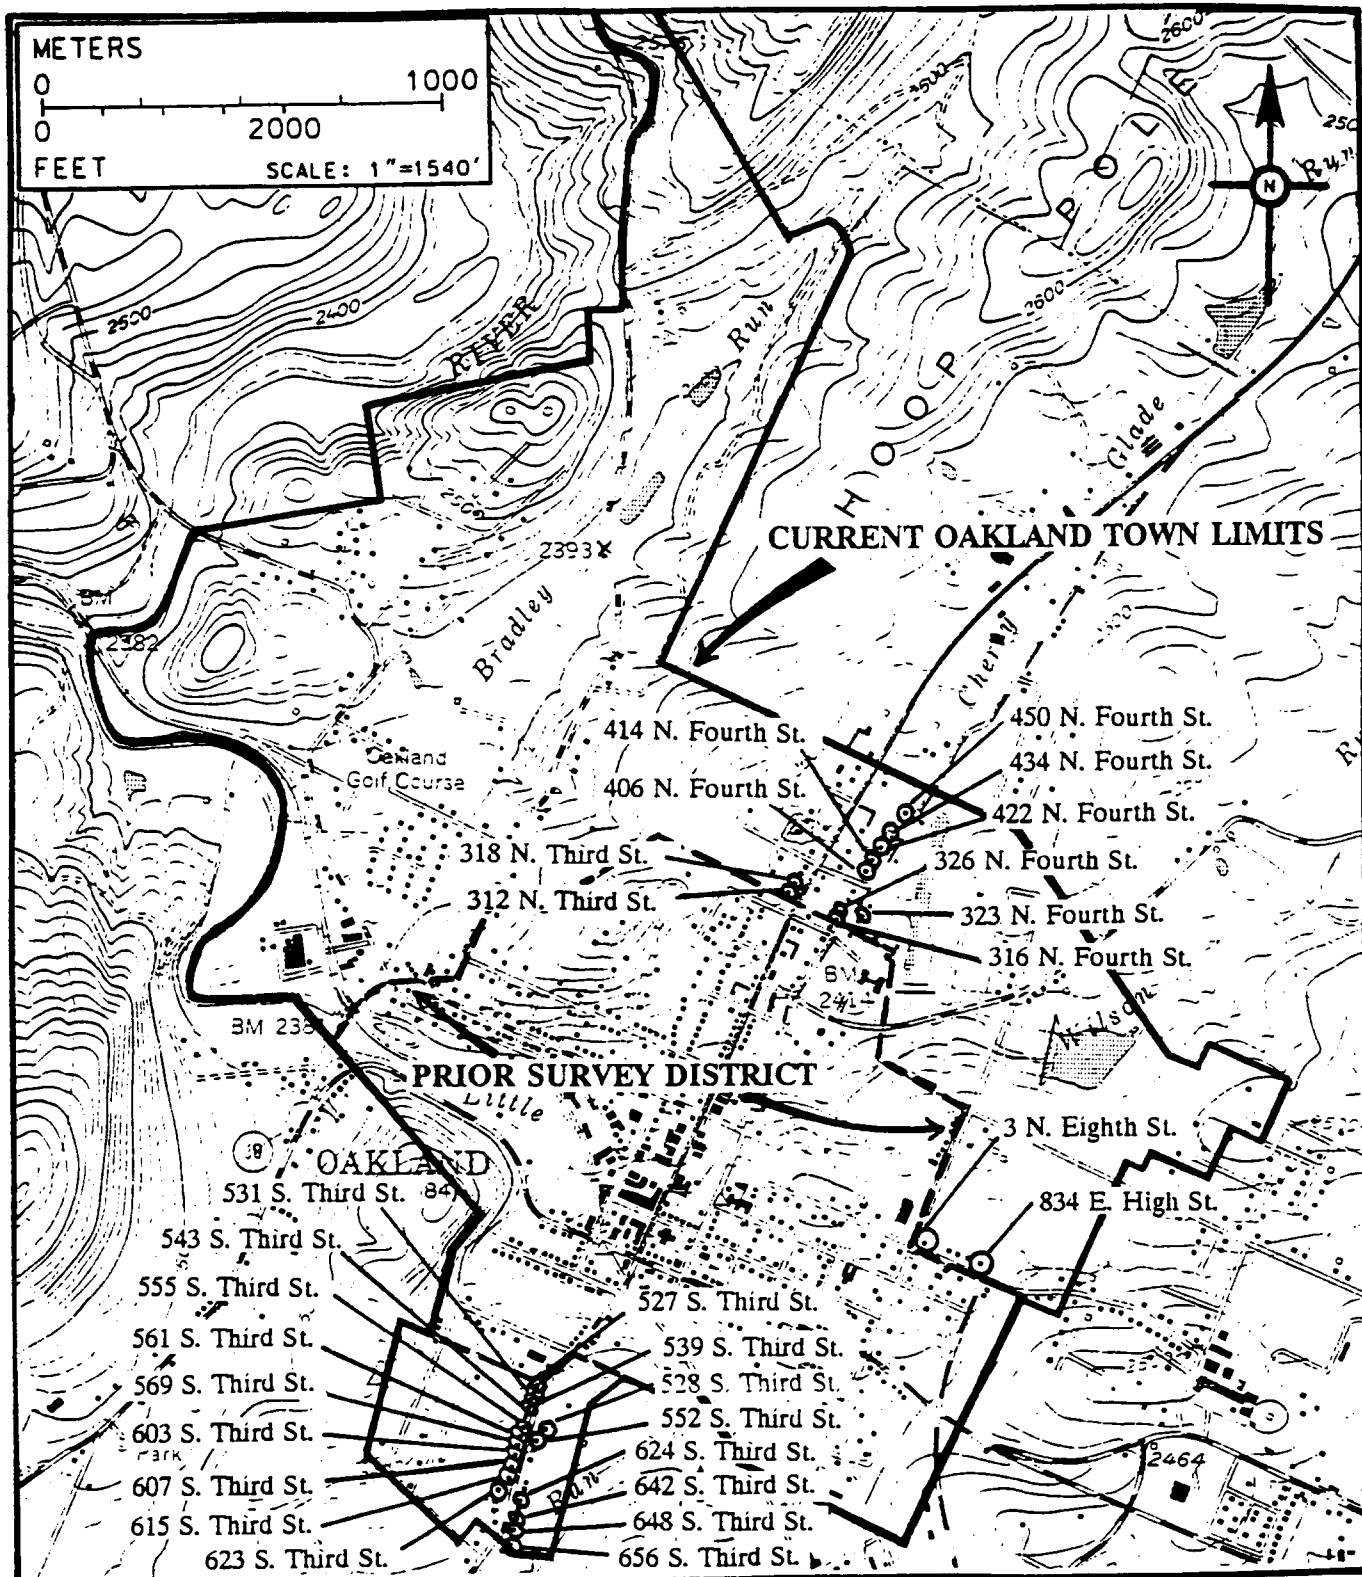 METERS
0 1000
0 2000
FEET SCALE: 1"=1540'
2600
2500
N
Run
P L E
H O O P
2600
2500
2400
RIVER
Run
Glade
2500
CURRENT OAKLAND TOWN LIMITS
2393 X
Bradley
BM
2382
Cherry
414 N. Fourth St.
450 N. Fourth St.
Oakland
Golf Course
434 N. Fourth St.
406 N. Fourth St.
422 N. Fourth St.
318 N. Third St.
326 N. Fourth St.
312 N. Third St.
323 N. Fourth St.
316 N. Fourth St.
BM
Wilson
BM
PRIOR SURVEY DISTRICT
Little
3 N. Eighth St.
OAKLAND
531 S. Third St.
834 E. High St.
543 S. Third St.
555 S. Third St.
527 S. Third St.
561 S. Third St.
539 S. Third St.
569 S. Third St.
528 S. Third St.
552 S. Third St.
603 S. Third St.
Park
624 S. Third St.
2464
607 S. Third St.
642 S. Third St.
Run
615 S. Third St.
648 S. Third St.
623 S. Third St.
656 S. Third St.